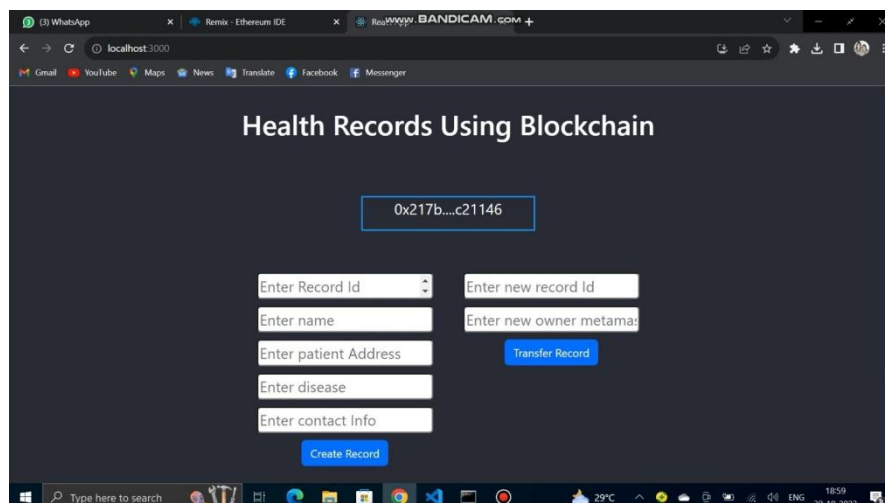 (3) WhatsApp
Remix - Ethereum IDE
www.BANDICAM.com
localhost:3000
Gmail
YouTube
Maps
News
Translate
Facebook
Messenger
Health Records Using Blockchain
0x217b....c21146
Enter Record Id
Enter new record Id
Enter name
Enter new owner metamas
Enter patient Address
Transfer Record
Enter disease
Enter contact Info
Create Record
Type here to search
29°C
ENG
18:59